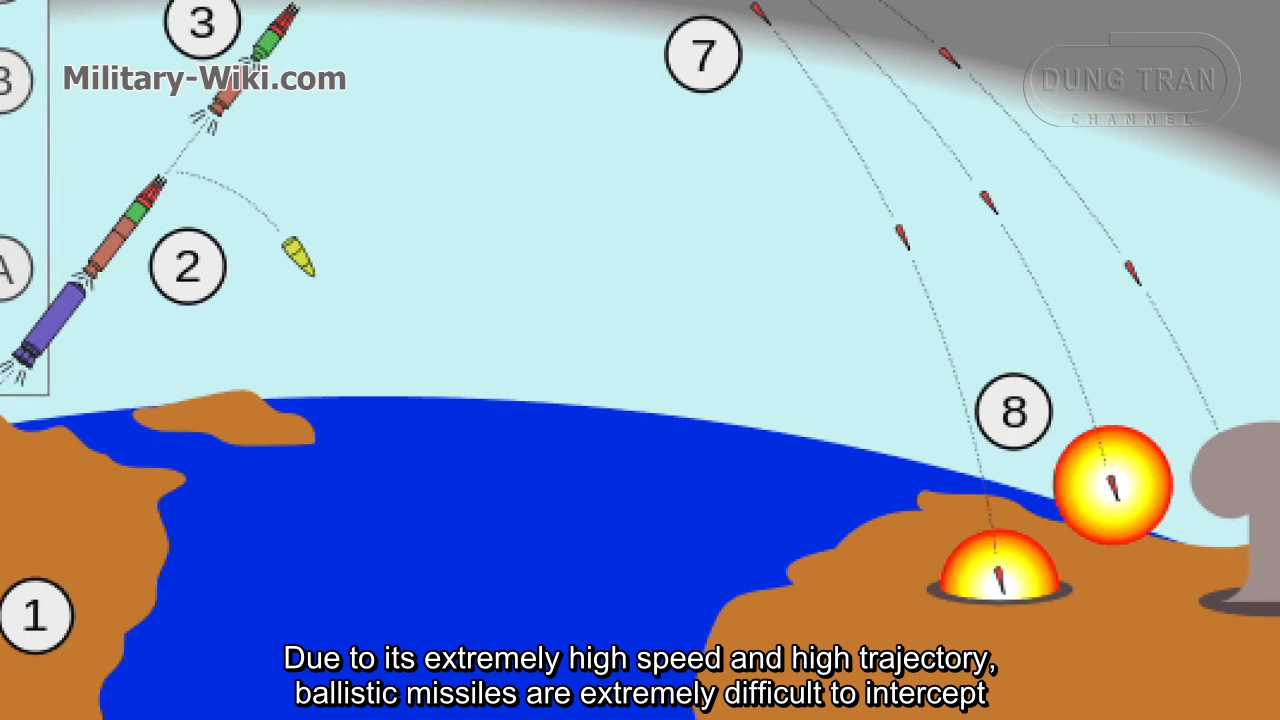 3
7
B
Military-Wiki.com
DUNG TRAN
CHANNEL
2
A
8
1
Due to its extremely high speed and high trajectory,
ballistic missiles are extremely difficult to intercept